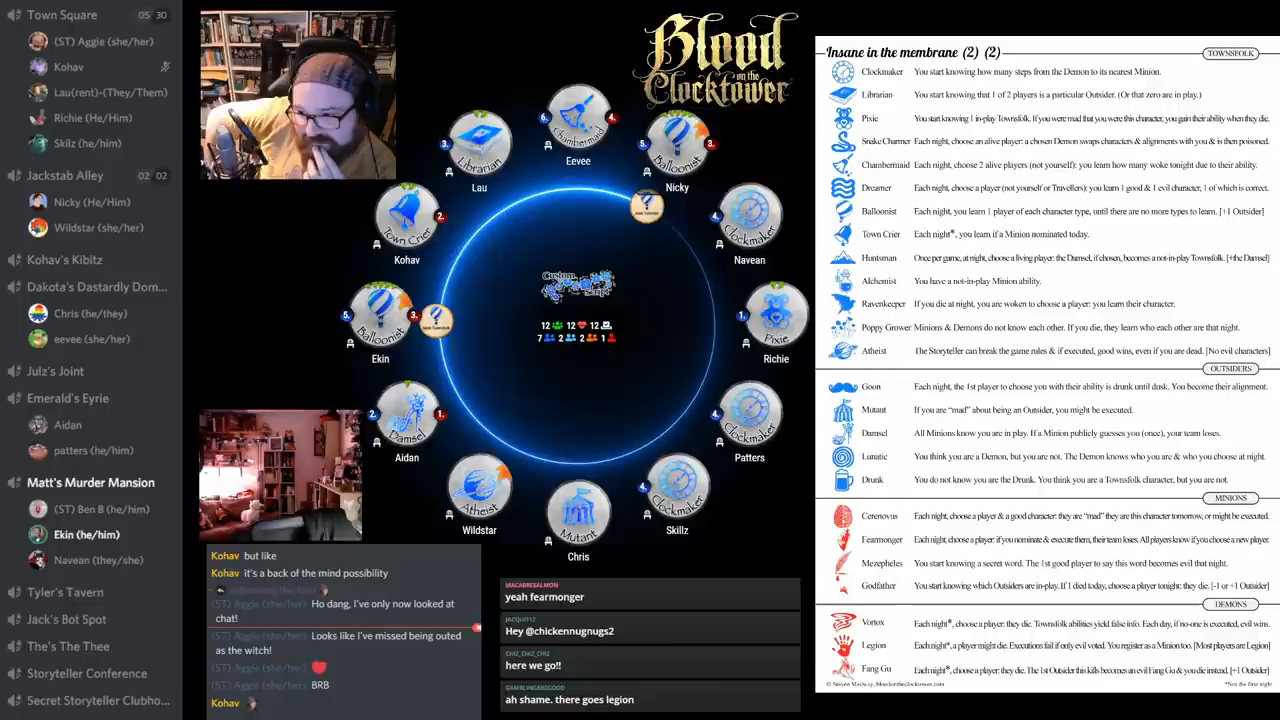 Town Square
05 30
(ST) Aggie (she/her)
Kohav
Lau(rent)-(They/Them)
Richie (He/Him)
Skilz (he/him)
Jackstab Alley
02 02
Nicky (He/Him)
Wildstar (she/her)
Kohav's Kibitz
Dakota's Dastardly Dom...
Chris (he/they)
eevee (she/her)
Julz's Joint
Emerald's Eyrie
Aidan
patters (he/him)
Matt's Murder Mansion
(ST) Ben B (he/him)
Ekin (he/him)
Navean (they/she)
Tyler's Tavern
Jack's Hot Spot
The's The Thee
Storyteller Conference
Secret Storyteller Clubho...
Blood
on the
Clocktower
6.
Chambermaid
4.
Eevee
3.
Librarian
Lau
5.
Balloonist
3.
Nicky
Town Crier
2.
Kohav
4.
Clockmaker
Navean
5.
Balloonist
3.
Ekin
1.
Pixie
Richie
Custom
Script
12 12 12
7 2 2 1
2.
Damsel
1.
Aidan
4.
Clockmaker
Patters
Atheist
Wildstar
Mutant
Chris
4.
Clockmaker
Skillz
Kohav but like
Kohav it's a back of the mind possibility
(ST) Aggie (she/her) Ho dang, I've only now looked at
chat!
(ST) Aggie (she/her) Looks like I've missed being outed
as the witch!
(ST) Aggie (she/her)
(ST) Aggie (she/her) BRB
Kohav
MACABRESALMON
yeah fearmonger
JACQUI112
Hey @chickennugnugs2
CHIZ_CHIZ_CHIZ
here we go!!
GAMBLINGABEGOOD
ah shame. there goes legion
Insane in the membrane (2) (2)
TOWNSFOLK
Clockmaker You start knowing how many steps from the Demon to its nearest Minion.
Librarian You start knowing that 1 of 2 players is a particular Outsider. (Or that zero are in play.)
Pixie You start knowing 1 in-play Townsfolk. If you were mad that you were this character, you gain their ability when they die.
Snake Charmer Each night, choose an alive player: a chosen Demon swaps characters & alignments with you & is then poisoned.
Chambermaid Each night, choose 2 alive players (not yourself): you learn how many woke tonight due to their ability.
Dreamer Each night, choose a player (not yourself or Travellers): you learn 1 good & 1 evil character, 1 of which is correct.
Balloonist Each night, you learn 1 player of each character type, until there are no more types to learn. [+1 Outsider]
Town Crier Each night*, you learn if a Minion nominated today.
Huntsman Once per game, at night, choose a living player: the Damsel, if chosen, becomes a not-in-play Townsfolk. [+the Damsel]
Alchemist You have a not-in-play Minion ability.
Ravenkeeper If you die at night, you are woken to choose a player: you learn their character.
Poppy Grower Minions & Demons do not know each other. If you die, they learn who each other are that night.
Atheist The Storyteller can break the game rules & if executed, good wins, even if you are dead. [No evil characters]
OUTSIDERS
Goon Each night, the 1st player to choose you with their ability is drunk until dusk. You become their alignment.
Mutant If you are "mad" about being an Outsider, you might be executed.
Damsel All Minions know you are in play. If a Minion publicly guesses you (once), your team loses.
Lunatic You think you are a Demon, but you are not. The Demon knows who you are & who you choose at night.
Drunk You do not know you are the Drunk. You think you are a Townsfolk character, but you are not.
MINIONS
Cerenovus Each night, choose a player & a good character: they are "mad" they are this character tomorrow, or might be executed.
Fearmonger Each night, choose a player: if you nominate & execute them, their team loses. All players know if you choose a new player.
Mezepheles You start knowing a secret word. The 1st good player to say this word becomes evil that night.
Godfather You start knowing which Outsiders are in-play. If 1 died today, choose a player tonight: they die. [-1 or +1 Outsider]
DEMONS
Vortox Each night*, choose a player: they die. Townsfolk abilities yield false info. Each day, if no-one is executed, evil wins.
Legion Each night*, a player might die. Executions fail if only evil voted. You register as a Minion too. [Most players are Legion]
Fang Gu Each night*, choose a player: they die. The 1st Outsider this kills becomes an evil Fang Gu & you die instead. [+1 Outsider]
© Steven Medway, bloodontheclocktower.com
*Not the first night